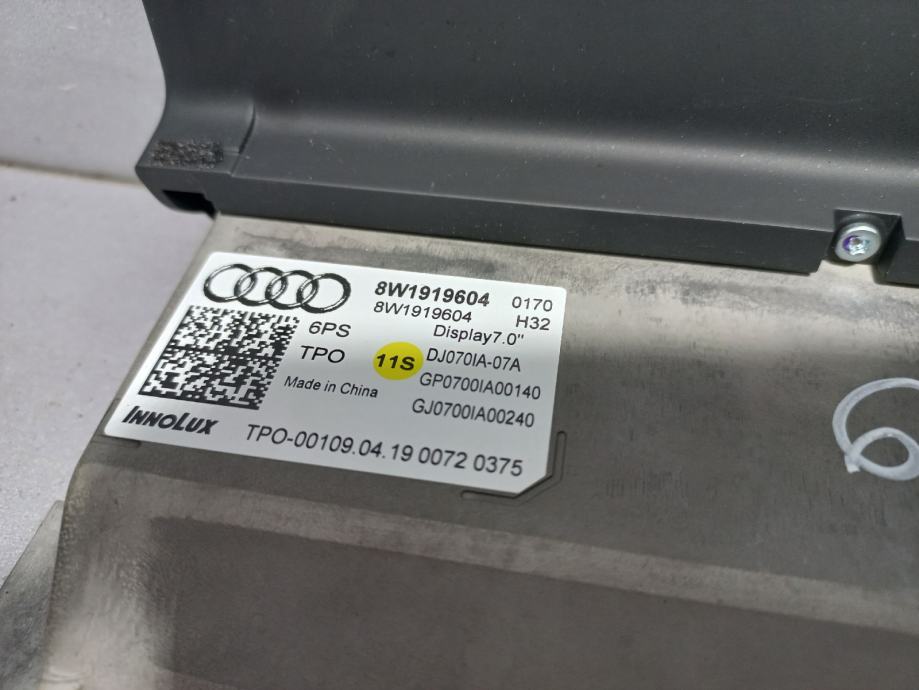 8W1919604 0170
8W1919604 H32
6PS Display7.0"
TPO 11S DJ070IA-07A
Made in China GP0700IA00140
GJ0700IA00240
INNOLUX
TPO-00109.04.19 0072 0375